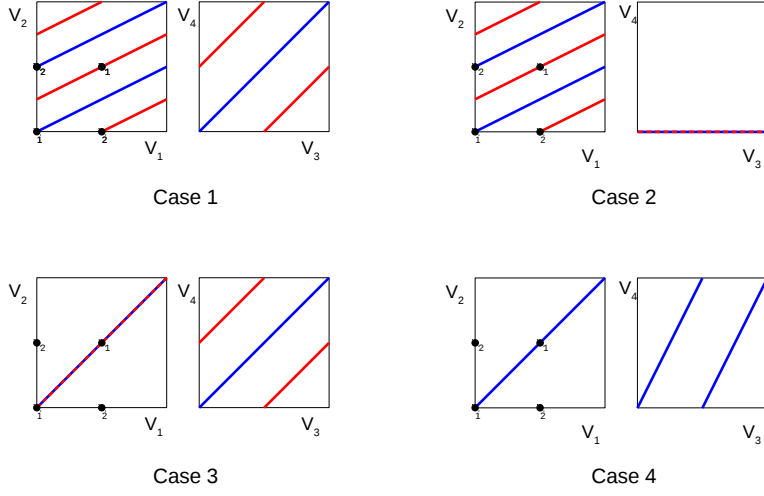 V2 V4 V2 V4
2 1 2 1
1 2 1 2
V1 V3 V1 V3
Case 1 Case 2
V2 V4 V2 V4
2 1 2 1
1 2 1 2
V1 V3 V1 V3
Case 3 Case 4